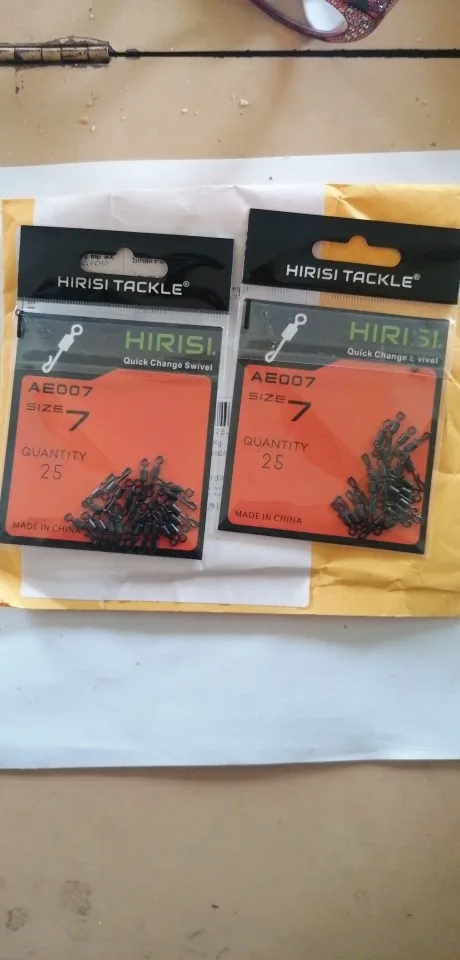 HIRISI TACKLE®
HIRISI
Quick Change Swivel
AE007
SIZE 7
QUANTITY
25
MADE IN CHINA
HIRISI TACKLE®
HIRISI
Quick Change Swivel
AE007
SIZE 7
QUANTITY
25
MADE IN CHINA